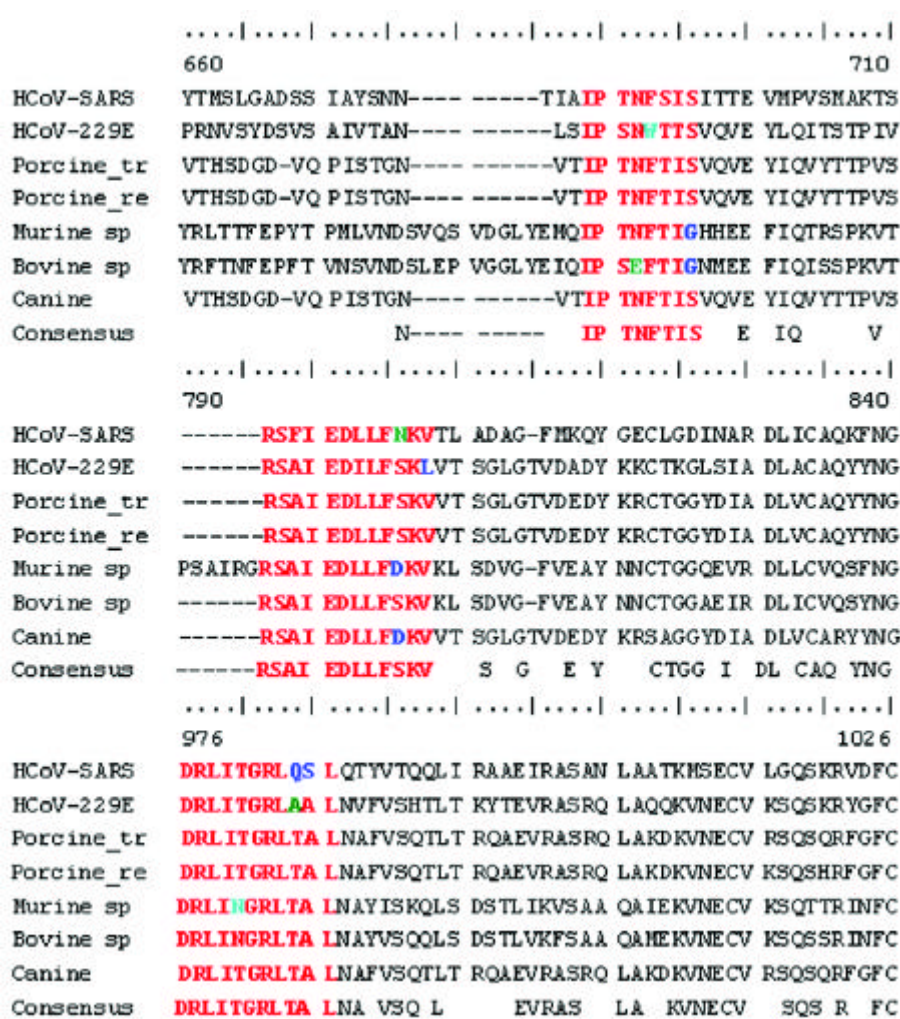 ....|....| ....|....| ....|....| ....|....| ....|....|
660 710
HCoV-SARS YTMSLGADSS IAYSNN---- ------TIAIP TNFSISITTE VMPVSMAKTS
HCoV-229E PRNVSYDSVS AIVTAN---- ------LSIP SNWTTSVQVE YLQITSTPIV
Porcine_tr VTHSDGD-VQ PISTGN---- ------VTIP TNFTISVQVE YIQVYTTPVS
Porcine_re VTHSDGD-VQ PISTGN---- ------VTIP TNFTISVQVE YIQVYTTPVS
Murine sp YRLTTFEPYT PMLVNDSVQS VDGLYEMQIP TNFTIGHHEE FIQTRSPKVT
Bovine sp YRFTNFEPFT VNSVNDSLEP VGGLYEIQIP SEFTIGNMEE FIQISSPKVT
Canine VTHSDGD-VQ PISTGN---- ------VTIP TNFTISVQVE YIQVYTTPVS
Consensus N---- ------ IP TNFTIS E IQ V
....|....| ....|....| ....|....| ....|....| ....|....|
790 840
HCoV-SARS ------RSFI EDLLFNKVTL ADAG-FMKQY GECLGDINAR DLICAQKFNG
HCoV-229E ------RSAI EDILFSKLVT SGLGTVDADY KKCTKGLSIA DLACAQYYNG
Porcine_tr ------RSAI EDLLFSKVVT SGLGTVDEDY KRCTGGYDIA DLVCAQYYNG
Porcine_re ------RSAI EDLLFSKVVT SGLGTVDEDY KRCTGGYDIA DLVCAQYYNG
Murine sp PSAIRGRSAI EDLLFDKVKL SDVG-FVEAY NNCTGGQEVR DLLCVQSFNG
Bovine sp ------RSAI EDLLFSKVKL SDVG-FVEAY NNCTGGAEIR DLICVQSYNG
Canine ------RSAI EDLLFDKVVT SGLGTVDEDY KRSAGGYDIA DLVCARYYNG
Consensus ------RSAI EDLLFSKV S G E Y CTGG I DL CAQ YNG
....|....| ....|....| ....|....| ....|....| ....|....|
976 1026
HCoV-SARS DRLITGRLQS LQTYVTQQLI RAAEIRASAN LAATKMSECV LGQSKRVDFC
HCoV-229E DRLITGRLAA LNVFVSHTLT KYTEVRASRQ LAQQKVNECV KSQSKRYGFC
Porcine_tr DRLITGRLTA LNAFVSQTLT RQAEVRASRQ LAKDKVNECV RSQSQRFGFC
Porcine_re DRLITGRLTA LNAFVSQTLT RQAEVRASRQ LAKDKVNECV RSQSHRFGFC
Murine sp DRLINGRLTA LNAYISKQLS DSTLIKVSAA QAIEKVNECV KSQTTRINFC
Bovine sp DRLINGRLTA LNAYVSQQLS DSTLVKFSAA QAMEKVNECV KSQSSRINFC
Canine DRLITGRLTA LNAFVSQTLT RQAEVRASRQ LAKDKVNECV RSQSQRFGFC
Consensus DRLITGRLTA LNA VSQ L EVRAS LA KVNECV SQS R FC